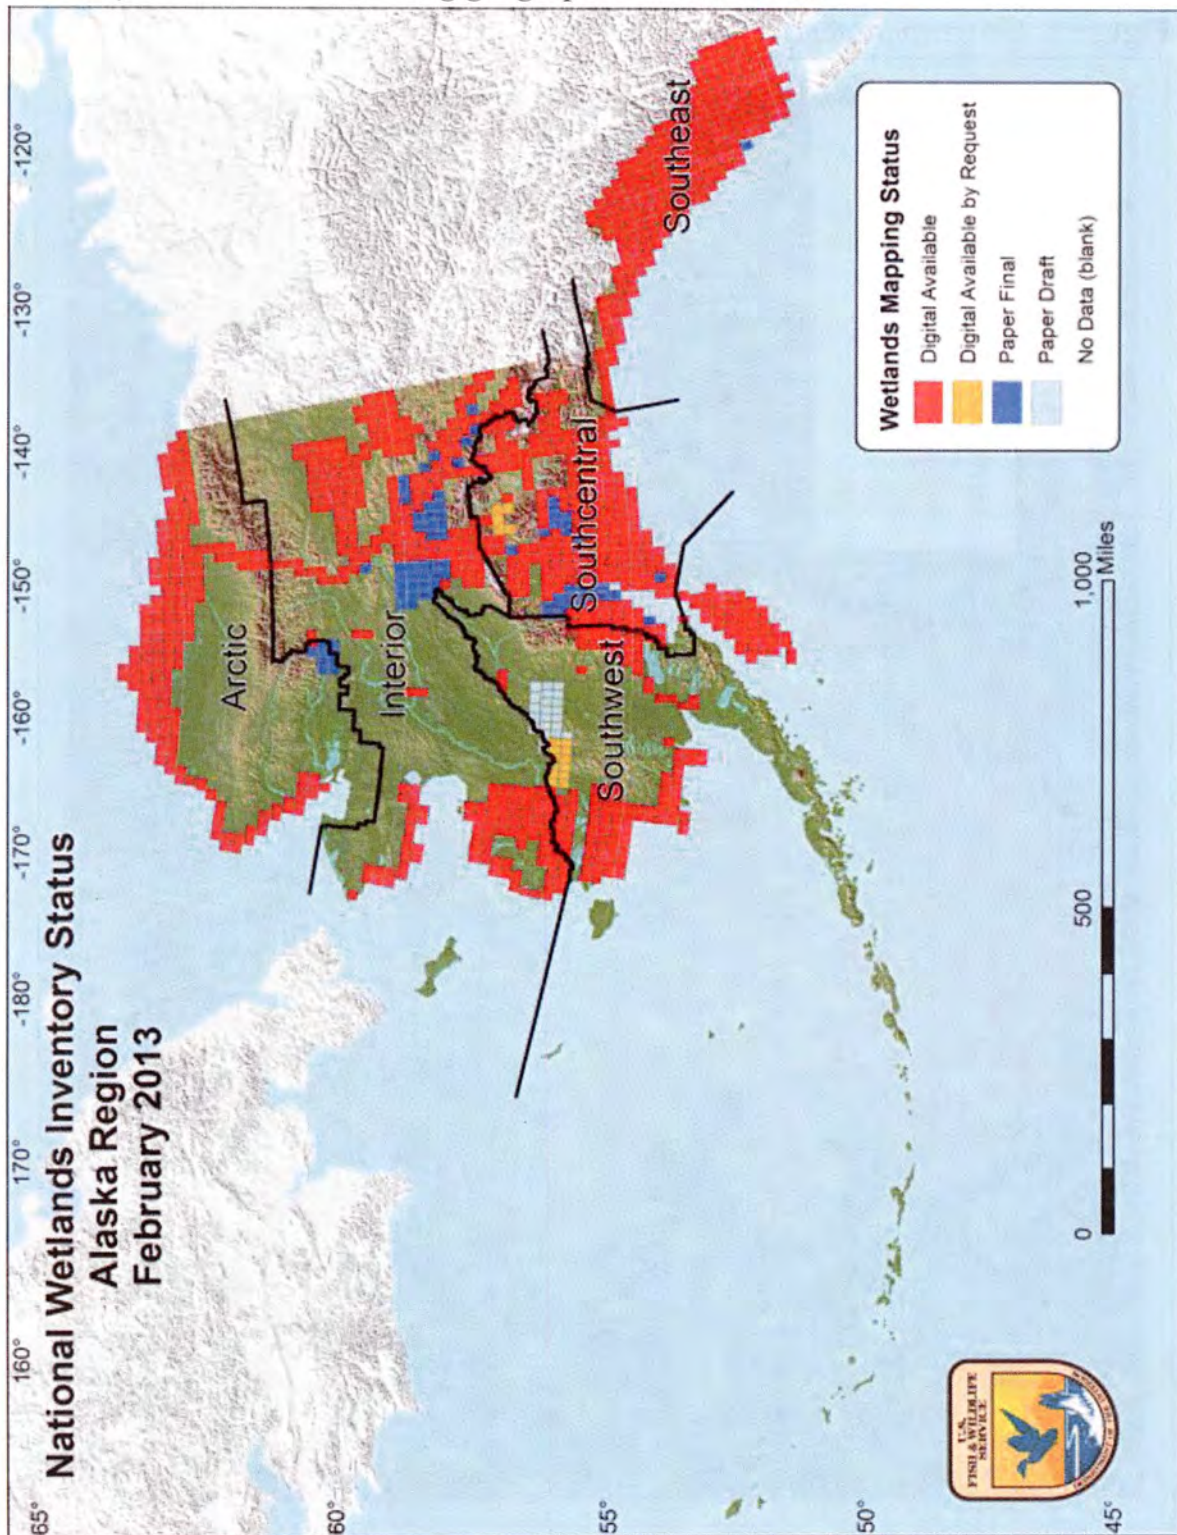 National Wetlands Inventory Status
Alaska Region
February 2013
160°
170°
-180°
-170°
-160°
-150°
-140°
-130°
-120°
65°
60°
55°
50°
45°
Arctic
Interior
Southwest
Southcentral
Southeast
Wetlands Mapping Status
Digital Available
Digital Available by Request
Paper Final
Paper Draft
No Data (blank)
0
500
1,000
Miles
U.S.
FISH & WILDLIFE
SERVICE